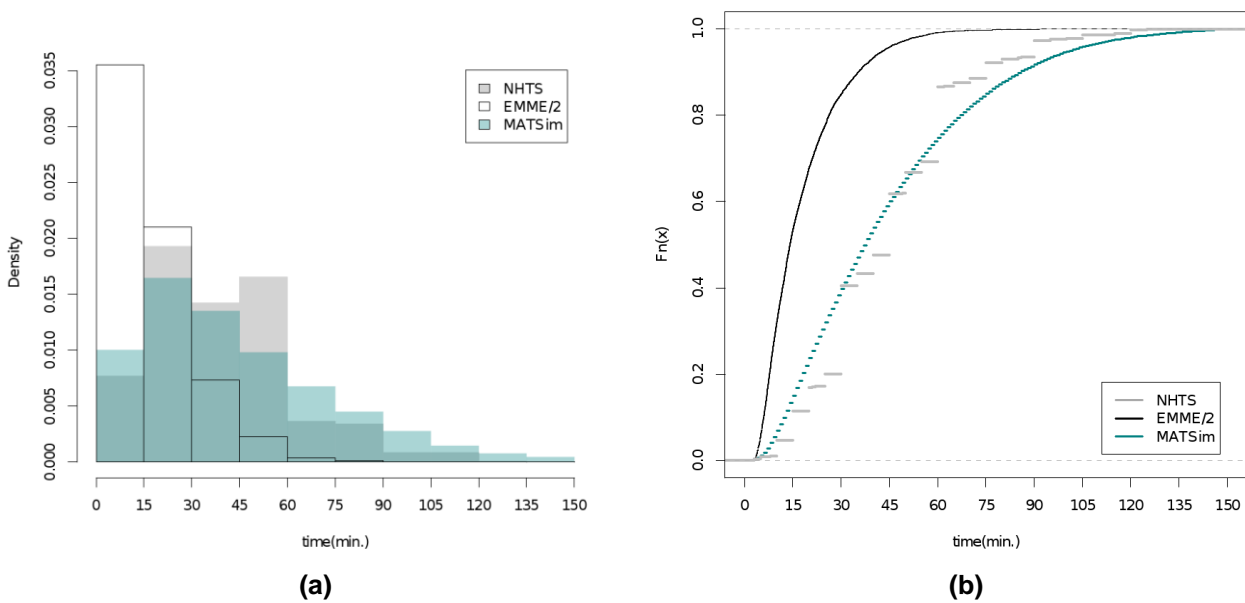 Density
0.000 0.005 0.010 0.015 0.020 0.025 0.030 0.035
NHTS
EMME/2
MATSim
0 15 30 45 60 75 90 105 120 135 150
time(min.)
(a)
Fn(x)
0.0 0.2 0.4 0.6 0.8 1.0
NHTS
EMME/2
MATSim
0 15 30 45 60 75 90 105 120 135 150
time(min.)
(b)